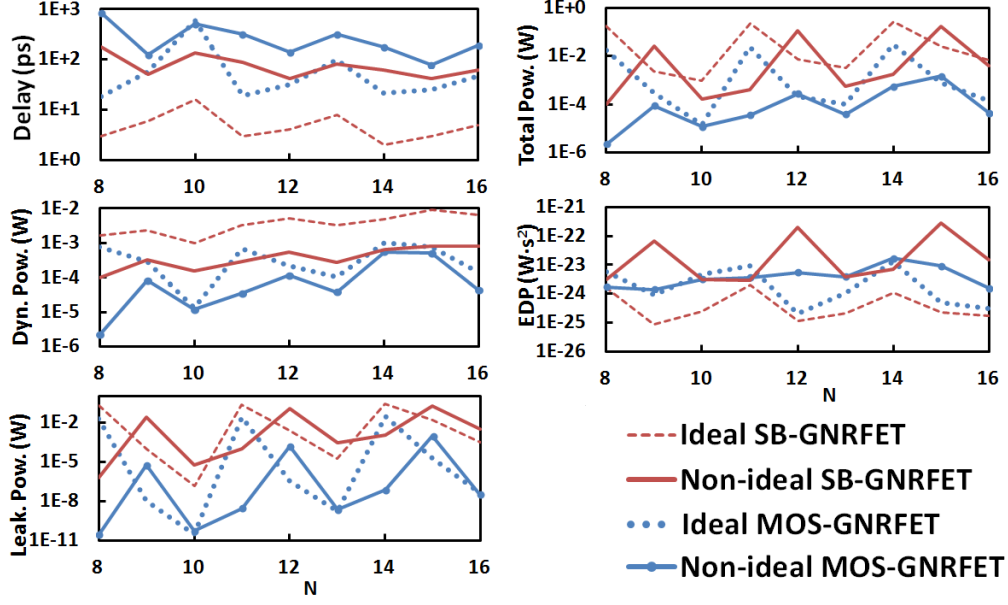 Delay (ps)
1E+3
1E+2
1E+1
1E+0
8
10
12
14
16
Total Pow. (W)
1E+0
1E-2
1E-4
1E-6
8
10
12
14
16
Dyn. Pow. (W)
1E-2
1E-3
1E-4
1E-5
1E-6
8
10
12
14
16
EDP (W·s²)
1E-21
1E-22
1E-23
1E-24
1E-25
1E-26
8
10
12
14
16
N
Leak. Pow. (W)
1E-2
1E-5
1E-8
1E-11
8
10
12
14
16
N
Ideal SB-GNRFET
Non-ideal SB-GNRFET
Ideal MOS-GNRFET
Non-ideal MOS-GNRFET